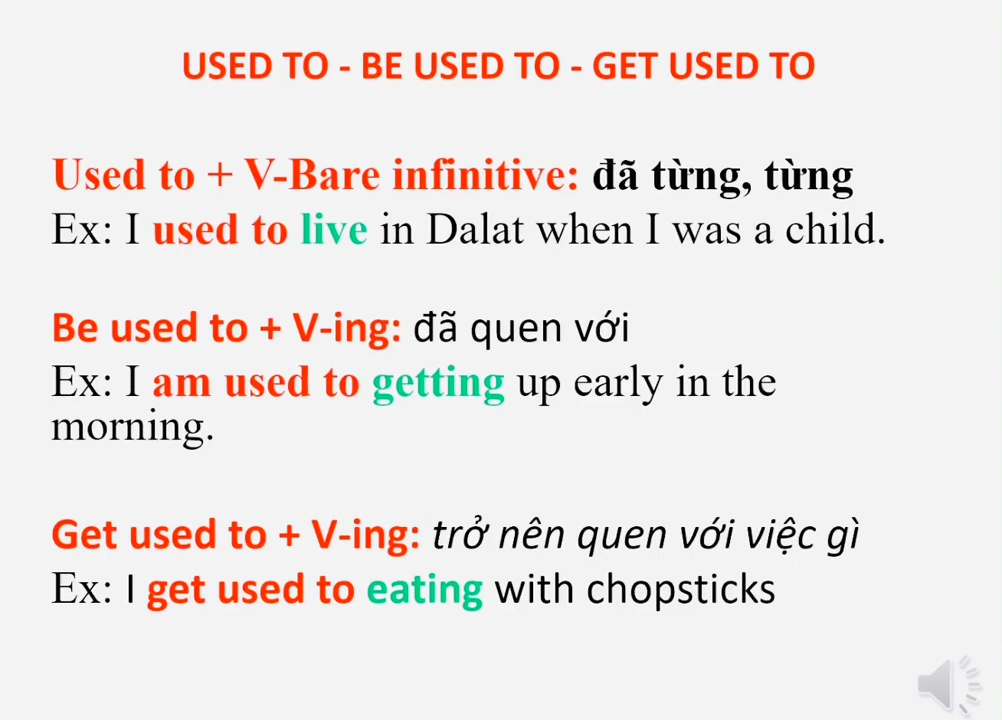 USED TO - BE USED TO - GET USED TO
Used to + V-Bare infinitive: đã từng, từng
Ex: I used to live in Dalat when I was a child.
Be used to + V-ing: đã quen với
Ex: I am used to getting up early in the
morning.
Get used to + V-ing: trở nên quen với việc gì
Ex: I get used to eating with chopsticks